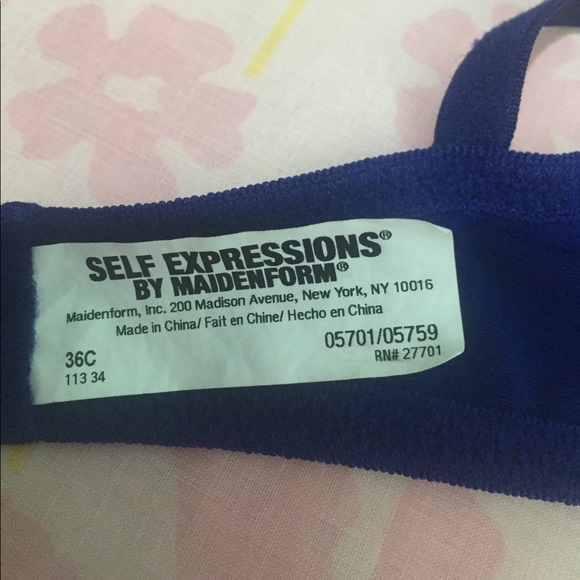 SELF EXPRESSIONS®
BY MAIDENFORM®
Maidenform, Inc. 200 Madison Avenue, New York, NY 10016
Made in China/ Fait en Chine/ Hecho en China
36C 05701/05759
113 34 RN# 27701